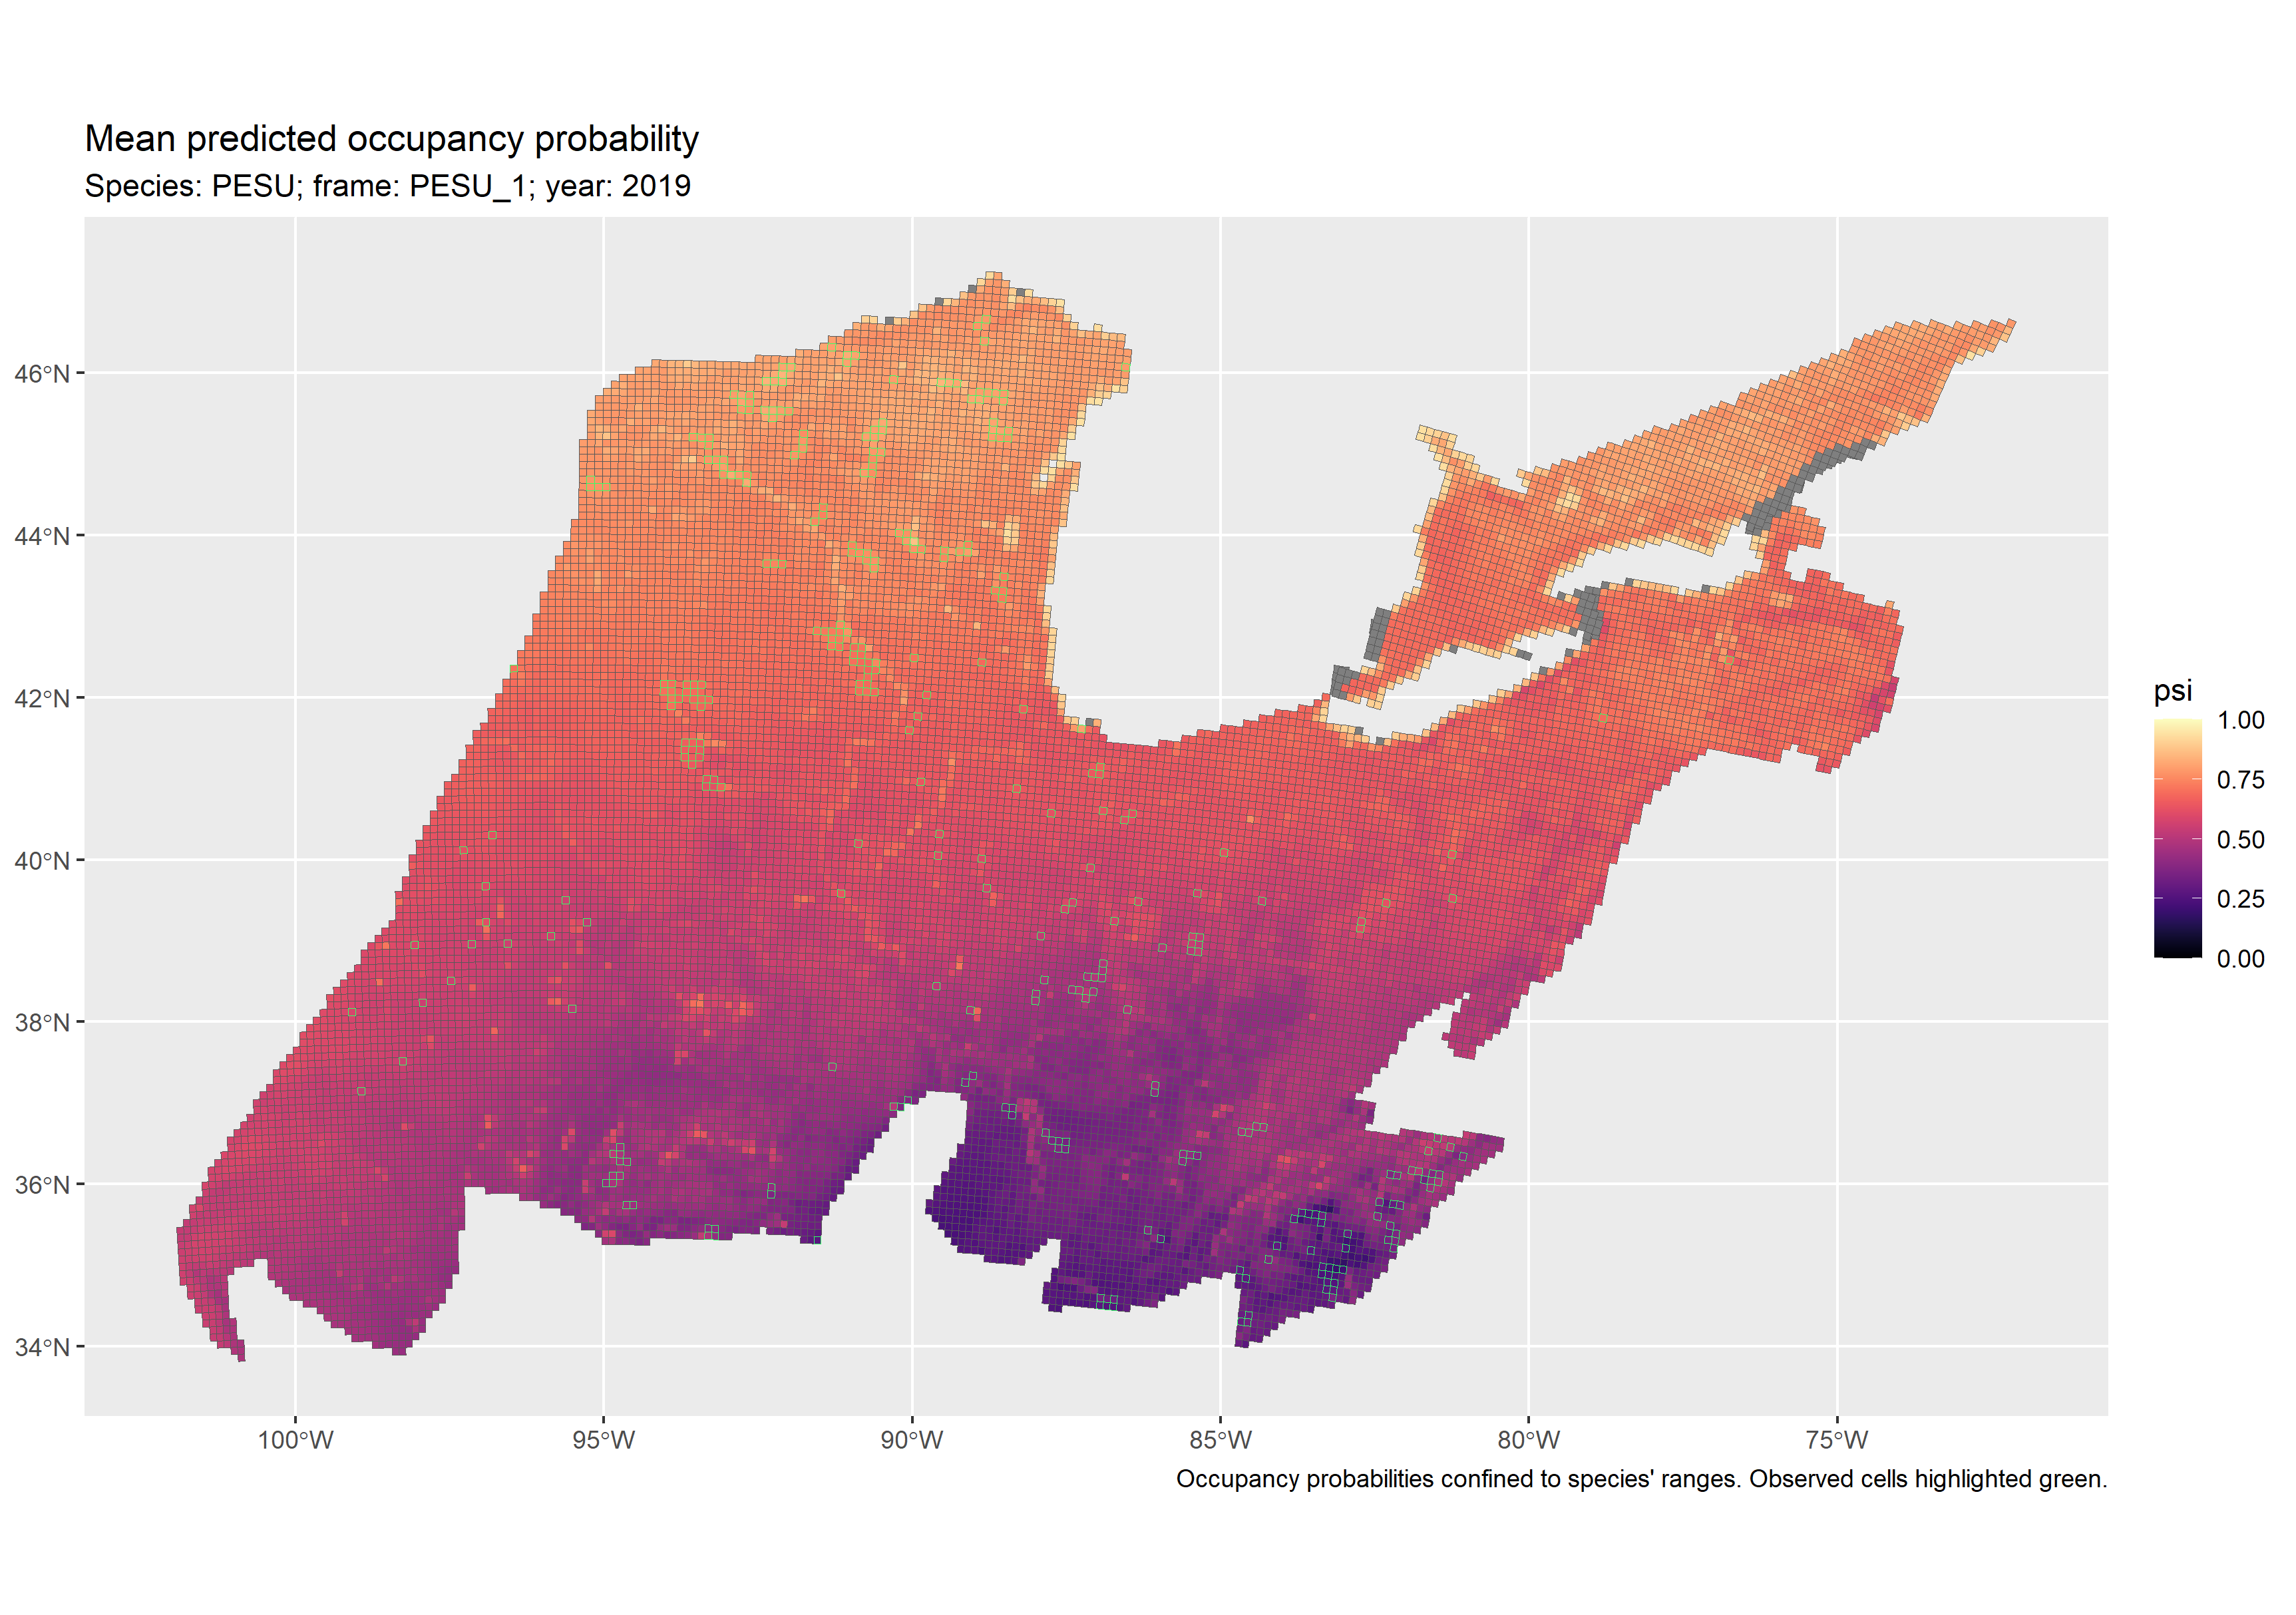 Mean predicted occupancy probability
Species: PESU; frame: PESU_1; year: 2019
46°N
44°N
42°N
40°N
38°N
36°N
34°N
100°W
95°W
90°W
85°W
80°W
75°W
psi
1.00
0.75
0.50
0.25
0.00
Occupancy probabilities confined to species' ranges. Observed cells highlighted green.